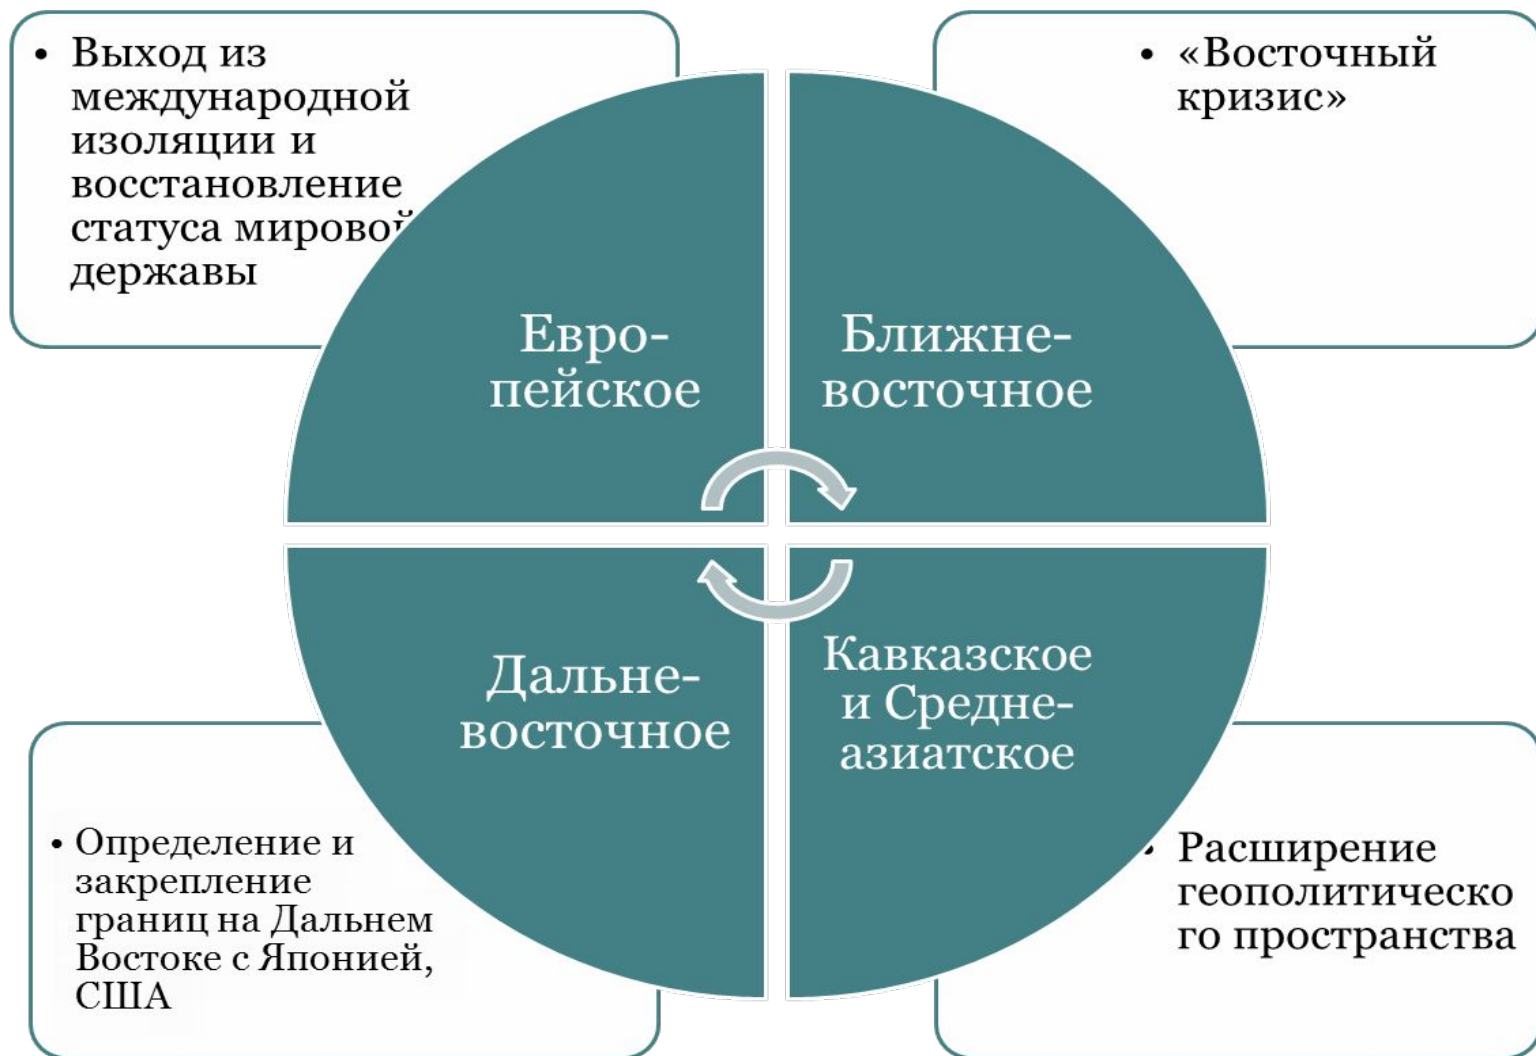 • Выход из
международной
изоляции и
восстановление
статуса мировой
державы
• «Восточный
кризис»
Евро-
пейское
Ближне-
восточное
Дальне-
восточное
Кавказское
и Средне-
азиатское
• Определение и
закрепление
границ на Дальнем
Востоке с Японией,
США
• Расширение
геополитическо
го пространства